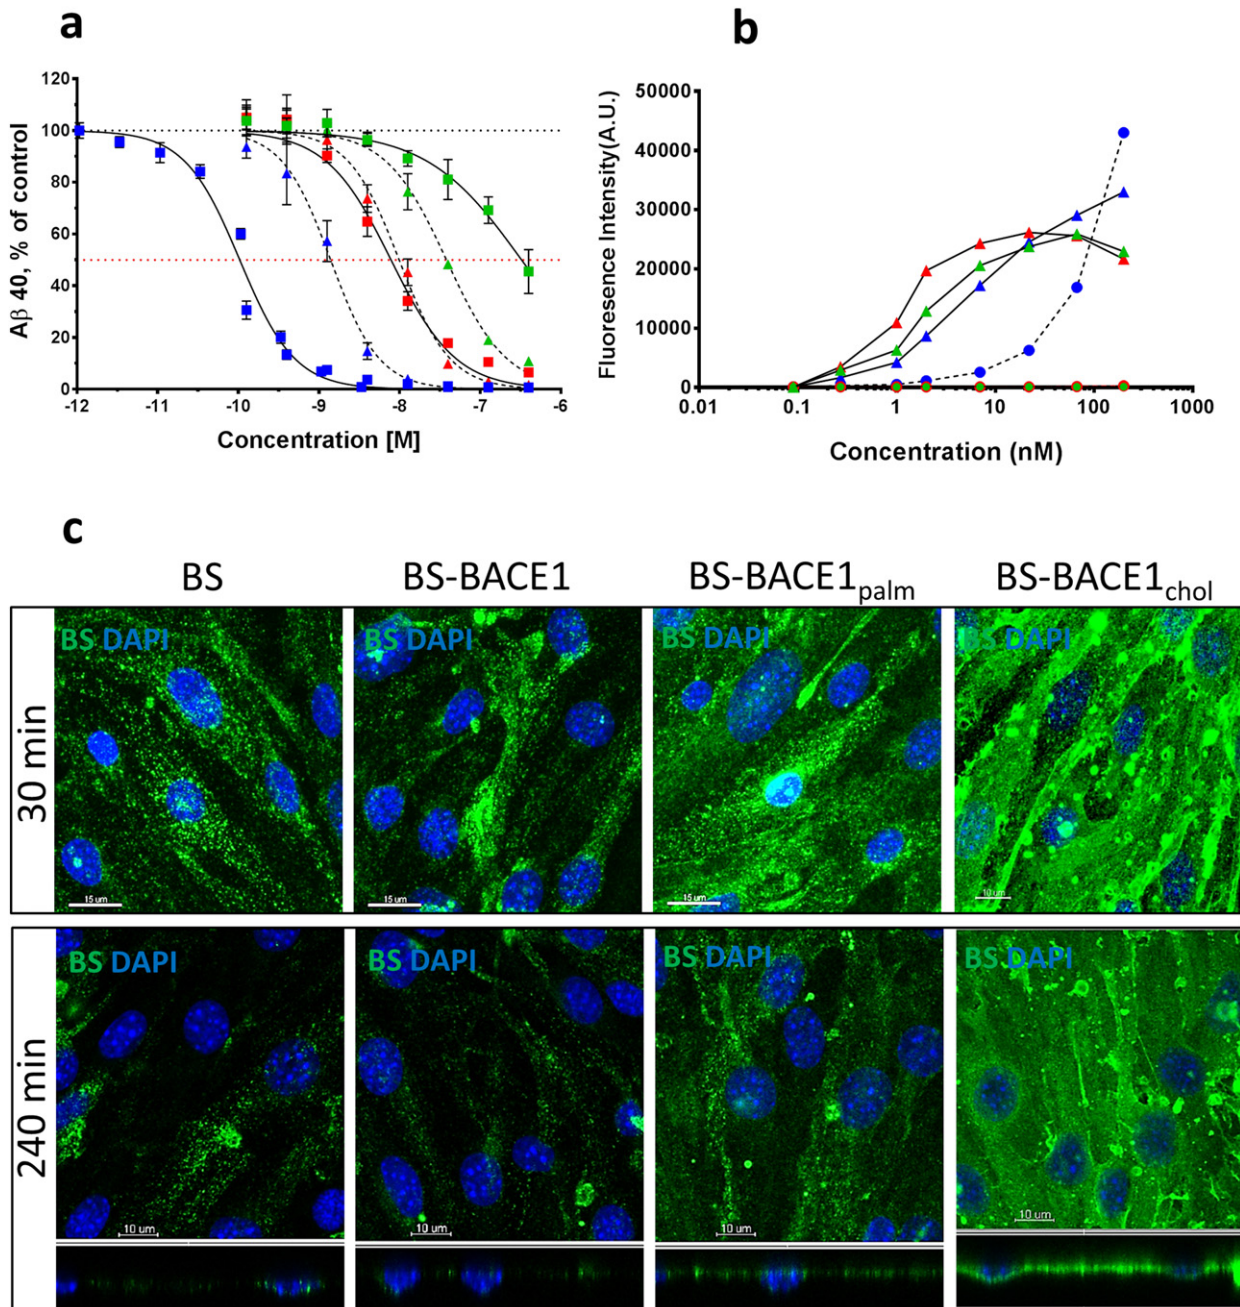 a
b
Aβ 40, % of control
120
100
80
60
40
20
0
-12 -11 -10 -9 -8 -7 -6
Concentration [M]
Fluoresence Intensity(A.U.)
50000
40000
30000
20000
10000
0
0.01 0.1 1 10 100 1000
Concentration (nM)
c
BS BS-BACE1 BS-BACE1palm BS-BACE1chol
30 min
BS DAPI BS DAPI BS DAPI BS DAPI
15 um 15 um 15 um 10 um
240 min
BS DAPI BS DAPI BS DAPI BS DAPI
10 um 10 um 10 um 10 um